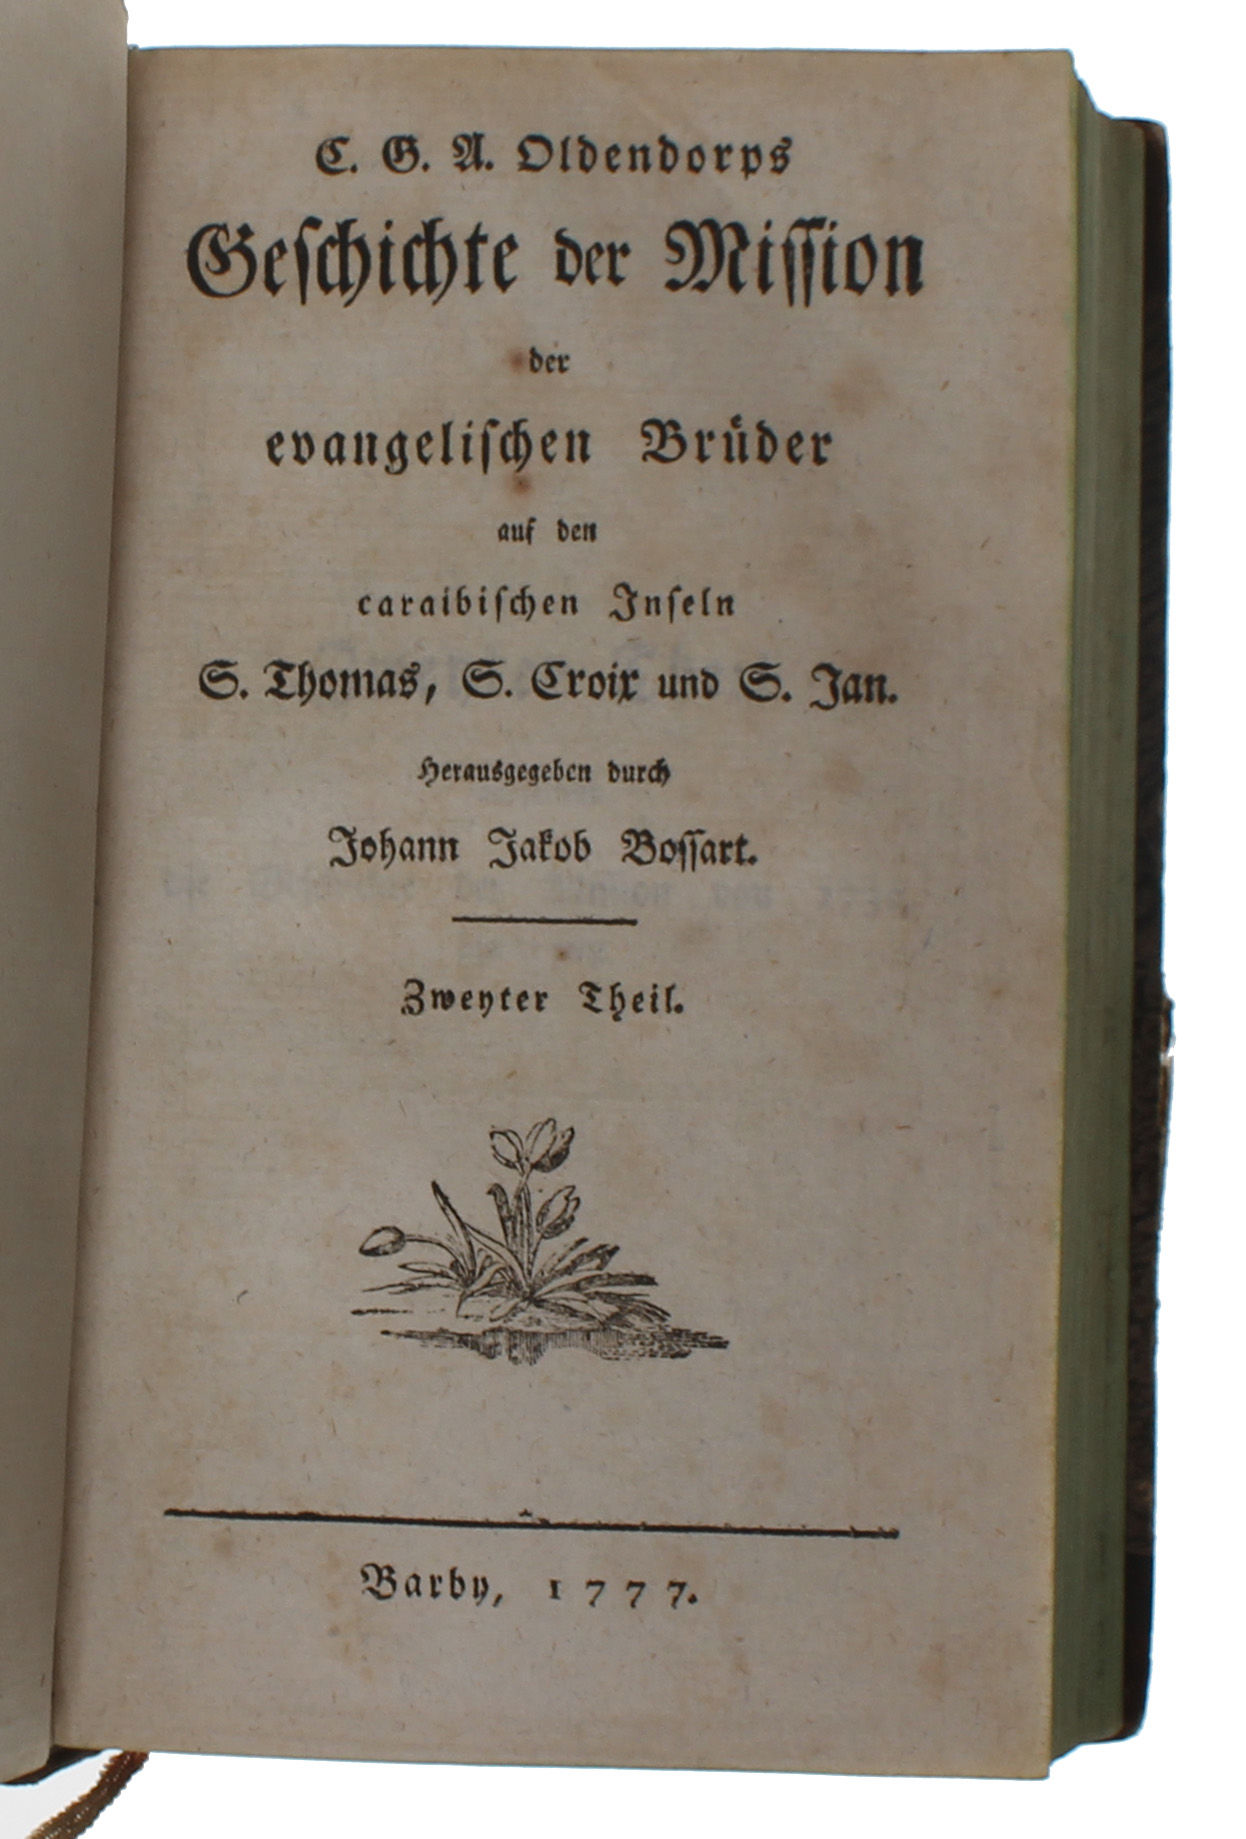 C. G. A. Oldendorps
Geſchichte der Miſſion
der
evangeliſchen Brüder
auf den
caraibiſchen Inſeln
S. Thomas, S. Croix und S. Jan.
Herausgegeben durch
Johann Jakob Boſſart.
Zweyter Theil.
Barby, 1777.